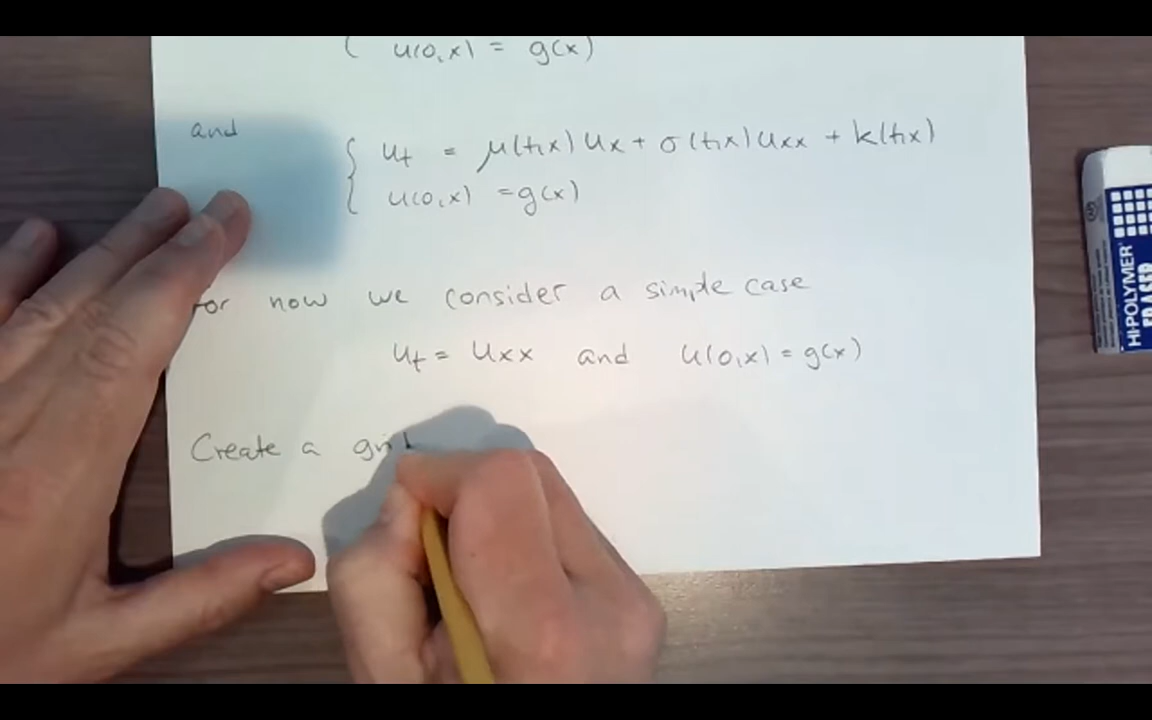 u(0,x) = g(x)
and
{ u_t = μ(t,x) u_x + σ(t,x) u_xx + k(t,x)
u(0,x) = g(x)
For now we consider a simple case
u_t = u_xx and u(0,x) = g(x)
Create a grid
HI-POLYMER
ERASER